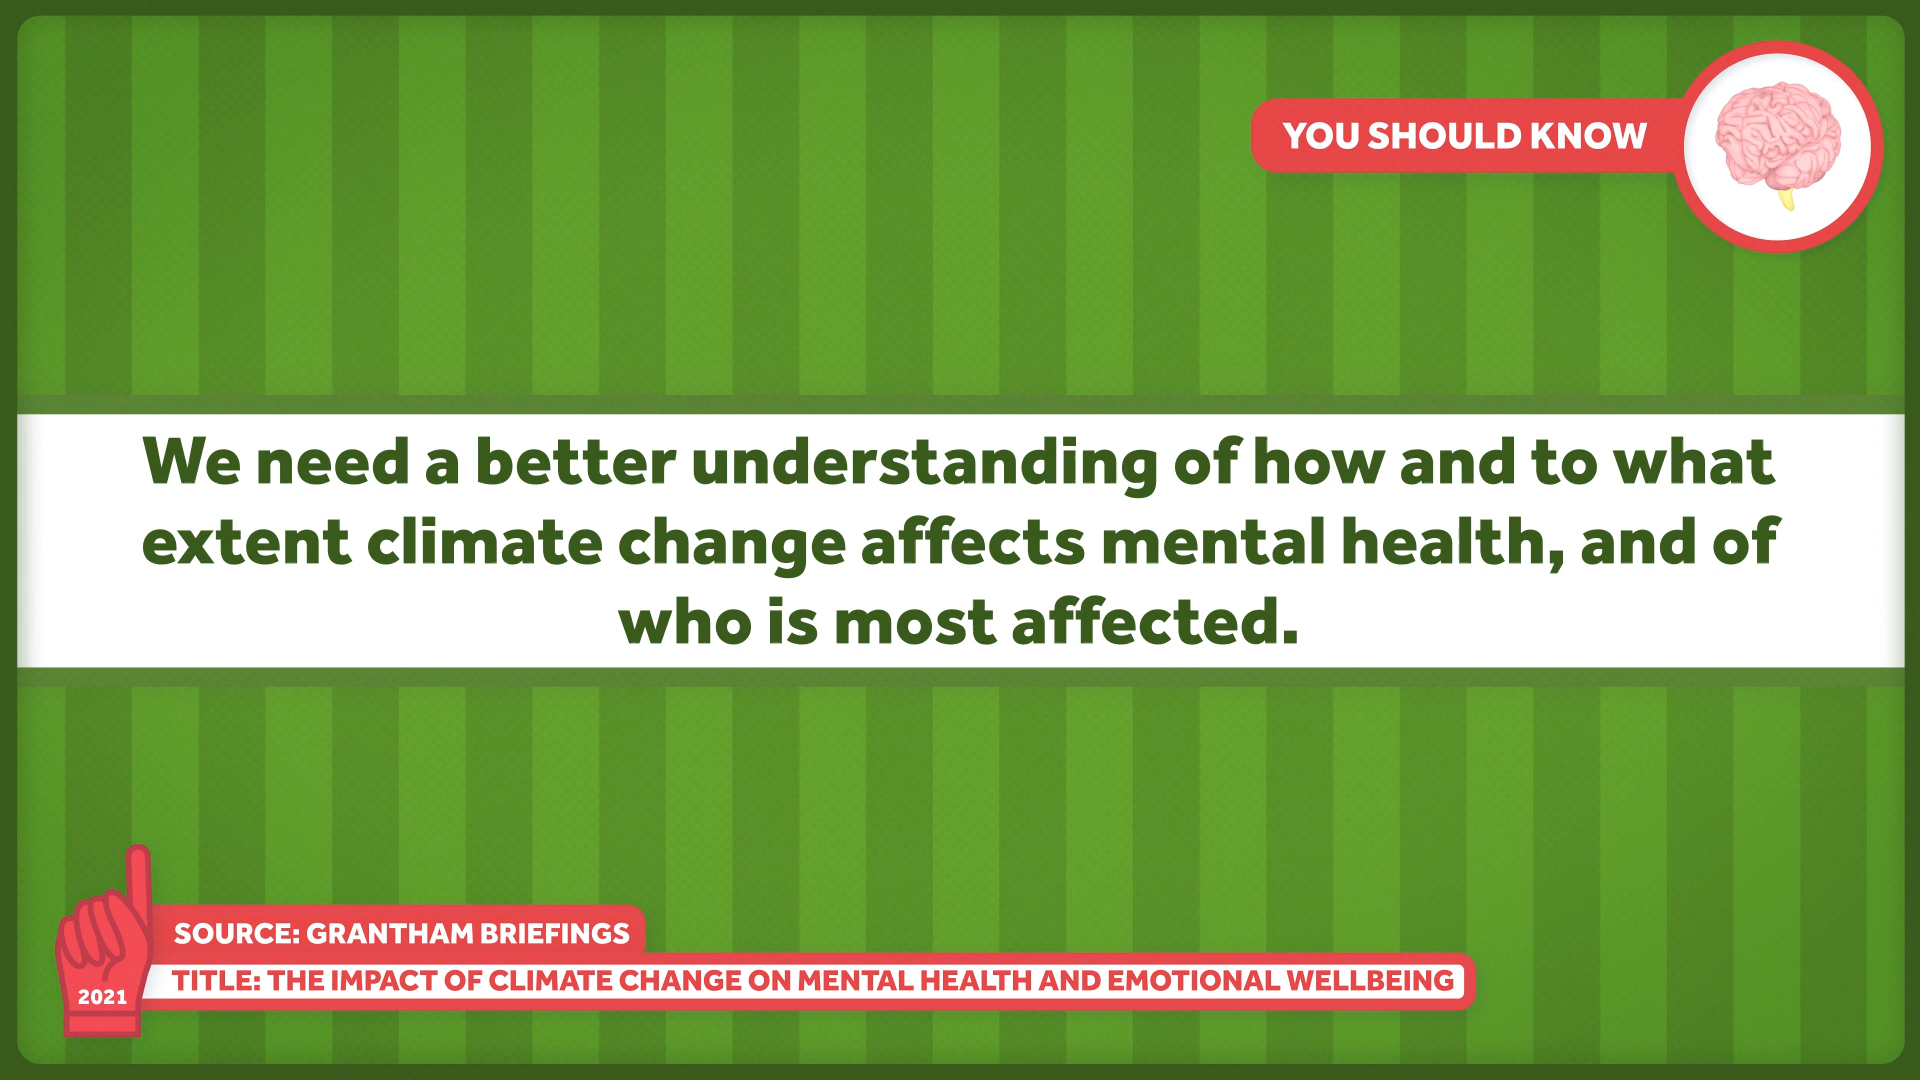 YOU SHOULD KNOW
We need a better understanding of how and to what
extent climate change affects mental health, and of
who is most affected.
SOURCE: GRANTHAM BRIEFINGS
TITLE: THE IMPACT OF CLIMATE CHANGE ON MENTAL HEALTH AND EMOTIONAL WELLBEING
2021